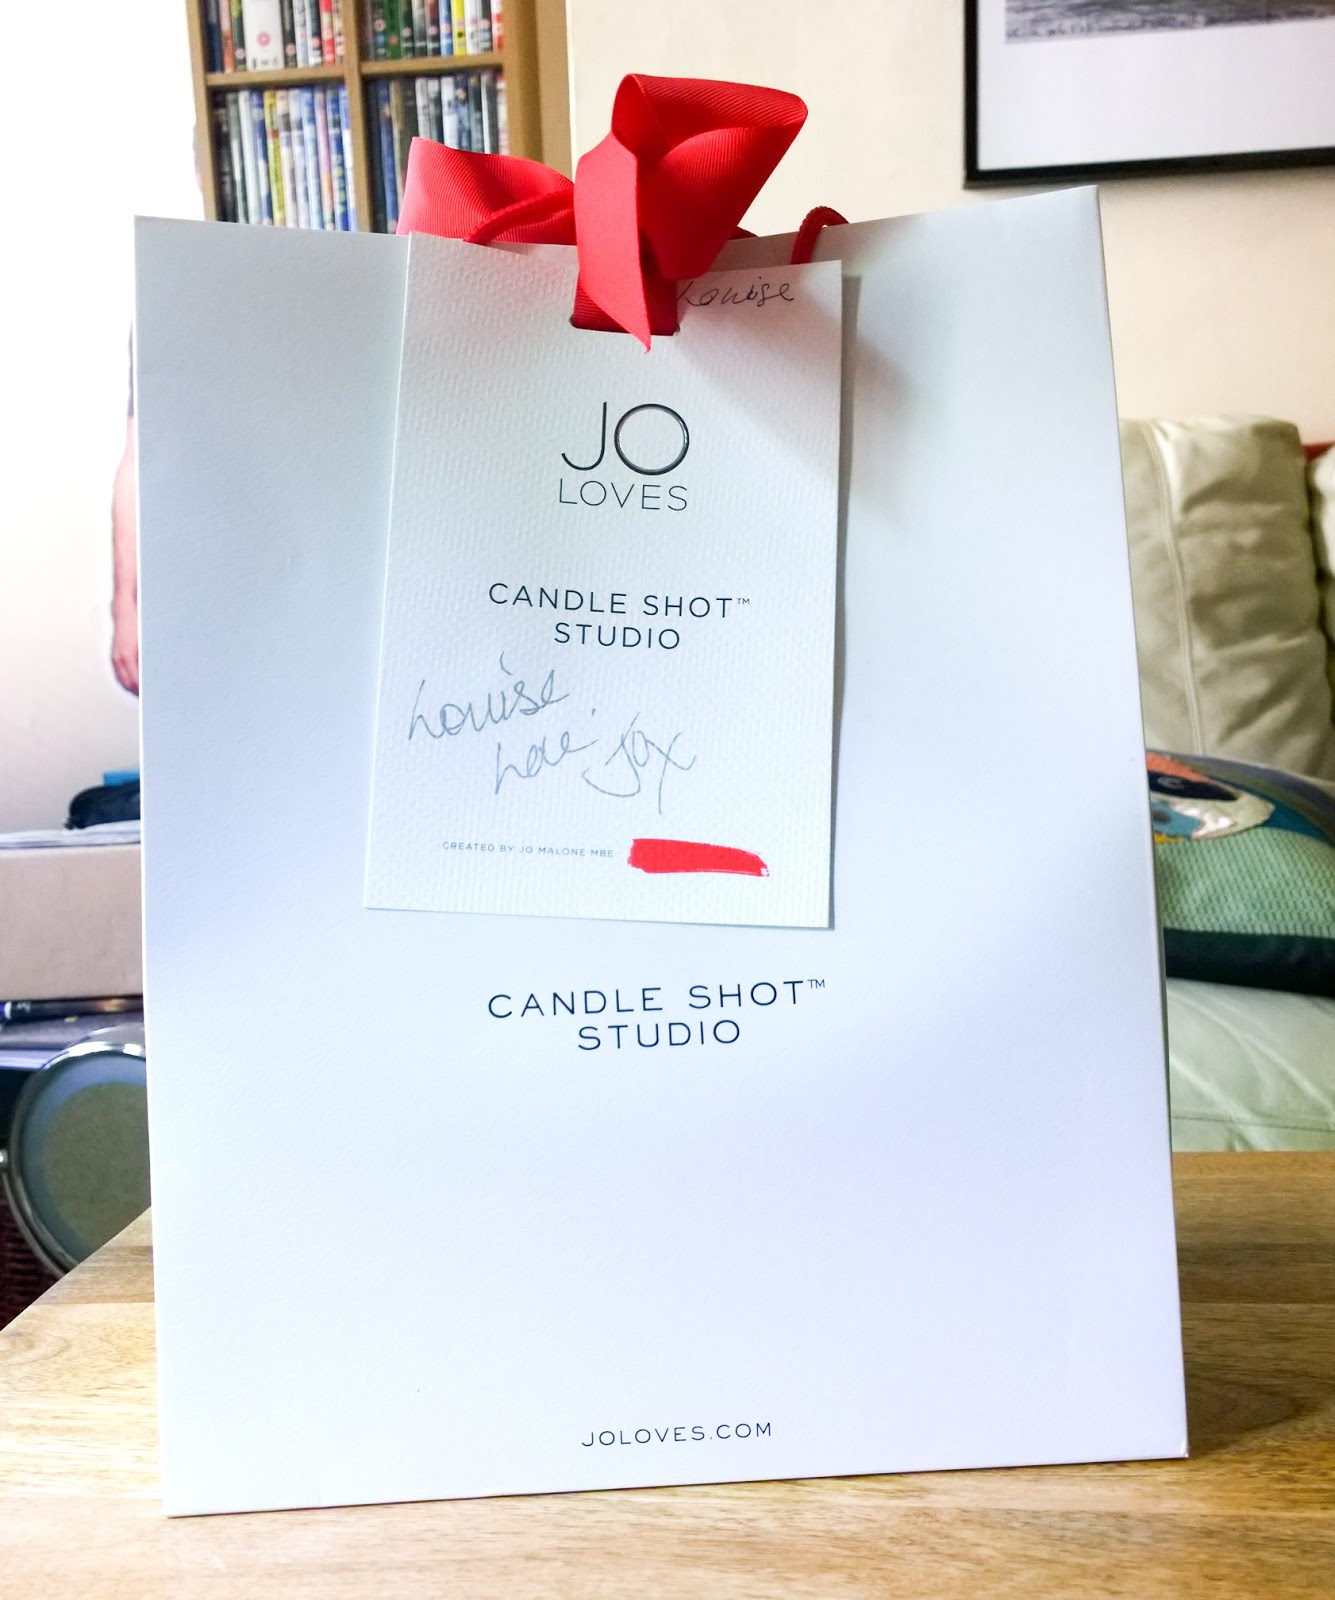 Louise
JO
LOVES
CANDLE SHOT™
STUDIO
Louise
Love Jo x
CREATED BY JO MALONE MBE
CANDLE SHOT™
STUDIO
JOLOVES.COM